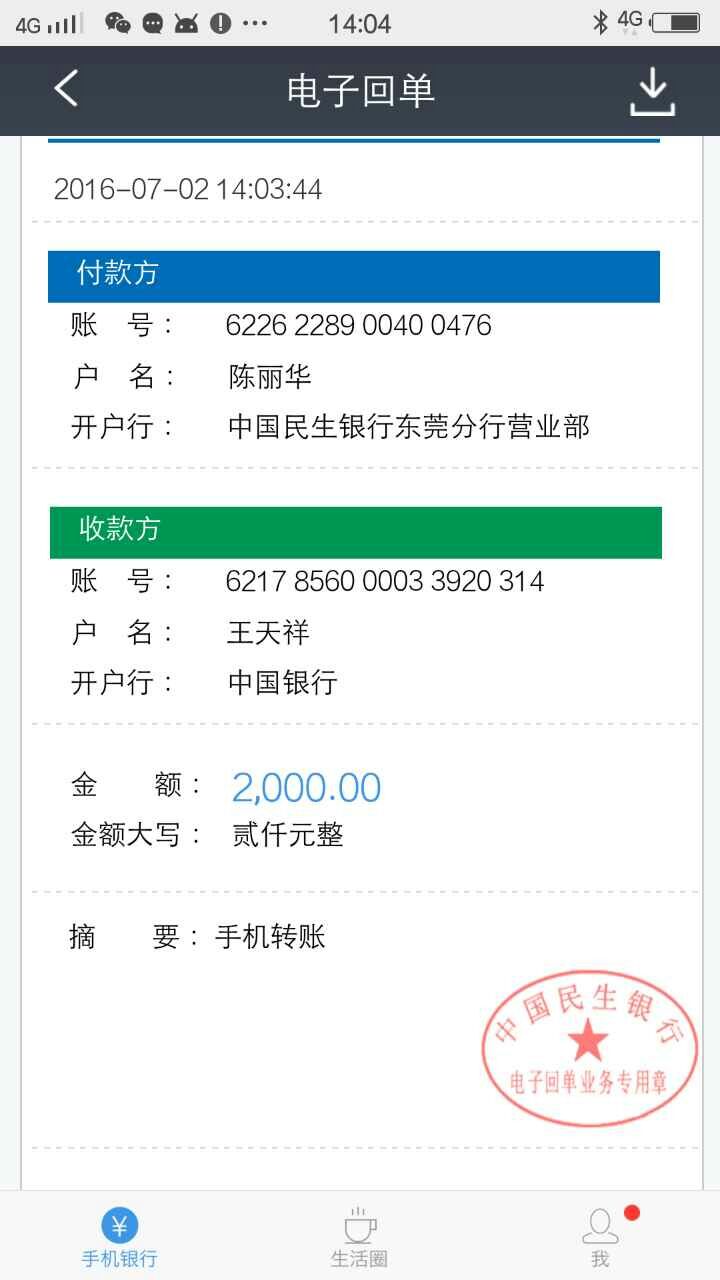 4G 14:04 4G
电子回单
2016-07-02 14:03:44
付款方
账 号： 6226 2289 0040 0476
户 名： 陈丽华
开户行： 中国民生银行东莞分行营业部
收款方
账 号： 6217 8560 0003 3920 314
户 名： 王天祥
开户行： 中国银行
金 额： 2,000.00
金额大写： 贰仟元整
摘 要： 手机转账
中国民生银行
电子回单业务专用章
手机银行 生活圈 我